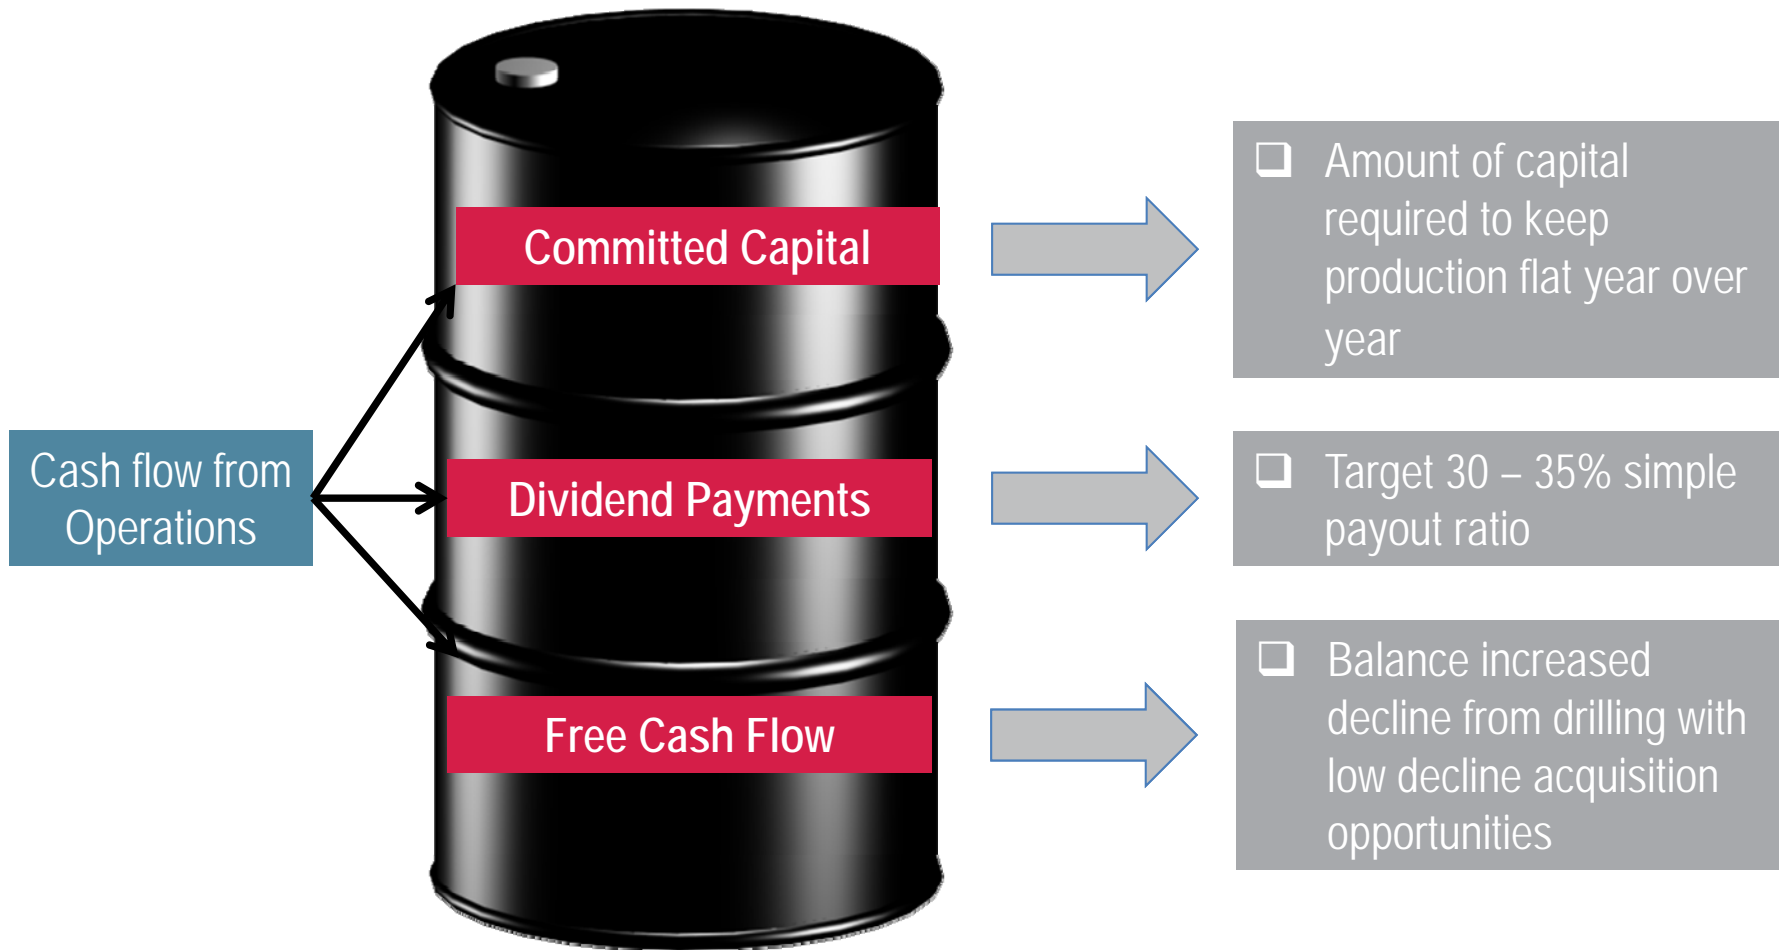 Committed Capital
❑ Amount of capital
required to keep
production flat year over
year
Cash flow from
Operations
Dividend Payments
❑ Target 30 – 35% simple
payout ratio
Free Cash Flow
❑ Balance increased
decline from drilling with
low decline acquisition
opportunities